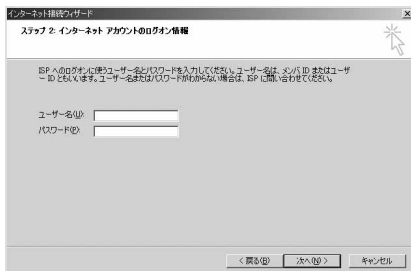 インターネット接続ウィザード
ステップ 2: インターネット アカウントのログオン情報
ISP へのログオンに使うユーザー名とパスワードを入力してください。ユーザー名は、メンバ ID またはユーザ
ー ID ともいいます。ユーザー名またはパスワードがわからない場合は、ISP に問い合わせてください。
ユーザー名(U):
パスワード(P):
< 戻る(B)
次へ(N) >
キャンセル